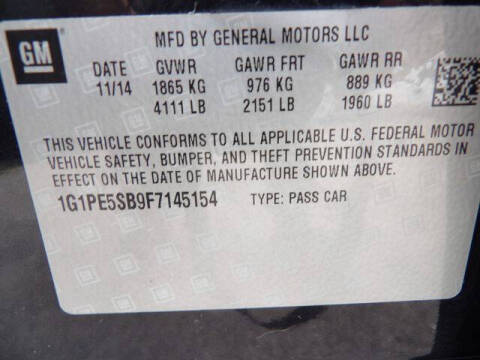 GM
MFD BY GENERAL MOTORS LLC
DATE GVWR GAWR FRT GAWR RR
11/14 1865 KG 976 KG 889 KG
4111 LB 2151 LB 1960 LB
THIS VEHICLE CONFORMS TO ALL APPLICABLE U.S. FEDERAL MOTOR
VEHICLE SAFETY, BUMPER, AND THEFT PREVENTION STANDARDS IN
EFFECT ON THE DATE OF MANUFACTURE SHOWN ABOVE.
1G1PE5SB9F7145154 TYPE: PASS CAR